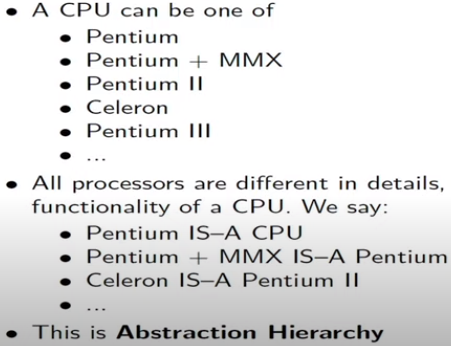 • A CPU can be one of
• Pentium
• Pentium + MMX
• Pentium II
• Celeron
• Pentium III
• ...
• All processors are different in details,
functionality of a CPU. We say:
• Pentium IS–A CPU
• Pentium + MMX IS–A Pentium
• Celeron IS–A Pentium II
• ...
• This is Abstraction Hierarchy